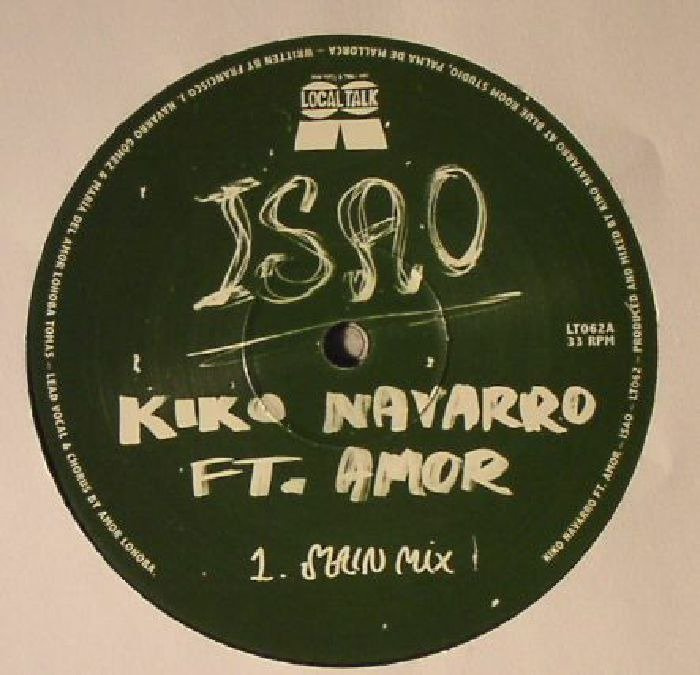 LOCAL TALK
ISAO
LT062A
33 RPM
KIKO NAVARRO
FT. AMOR
1. MAIN MIX
KIKO NAVARRO FT. AMOR - ISAO - LT062 - PRODUCED AND MIXED BY KIKO NAVARRO AT BLUE ROOM STUDIO, PALMA DE MALLORCA - WRITTEN BY FRANCISCO J. NAVARRO GOMEZ & MARIA DEL AMOR LOHOBA TOMAS - LEAD VOCAL & CHORUS BY AMOR LOHOBA.